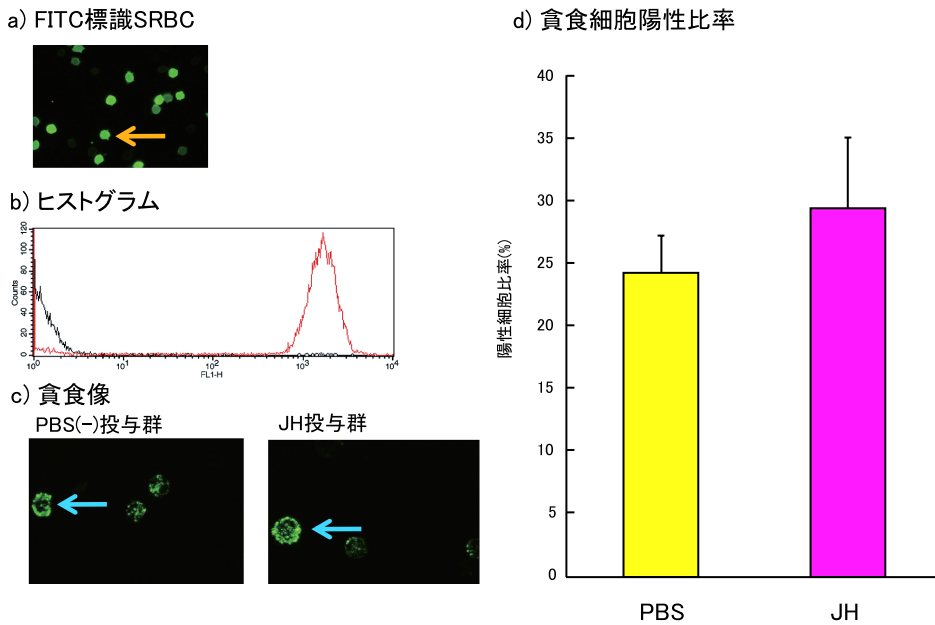 a) FITC標識SRBC
b) ヒストグラム
120
100
80
60
40
20
0
Counts
10⁰
10¹
10²
10³
10⁴
FL1-H
c) 貪食像
PBS(-)投与群
JH投与群
d) 貪食細胞陽性比率
40
35
30
25
20
15
10
5
0
陽性細胞比率(%)
PBS
JH